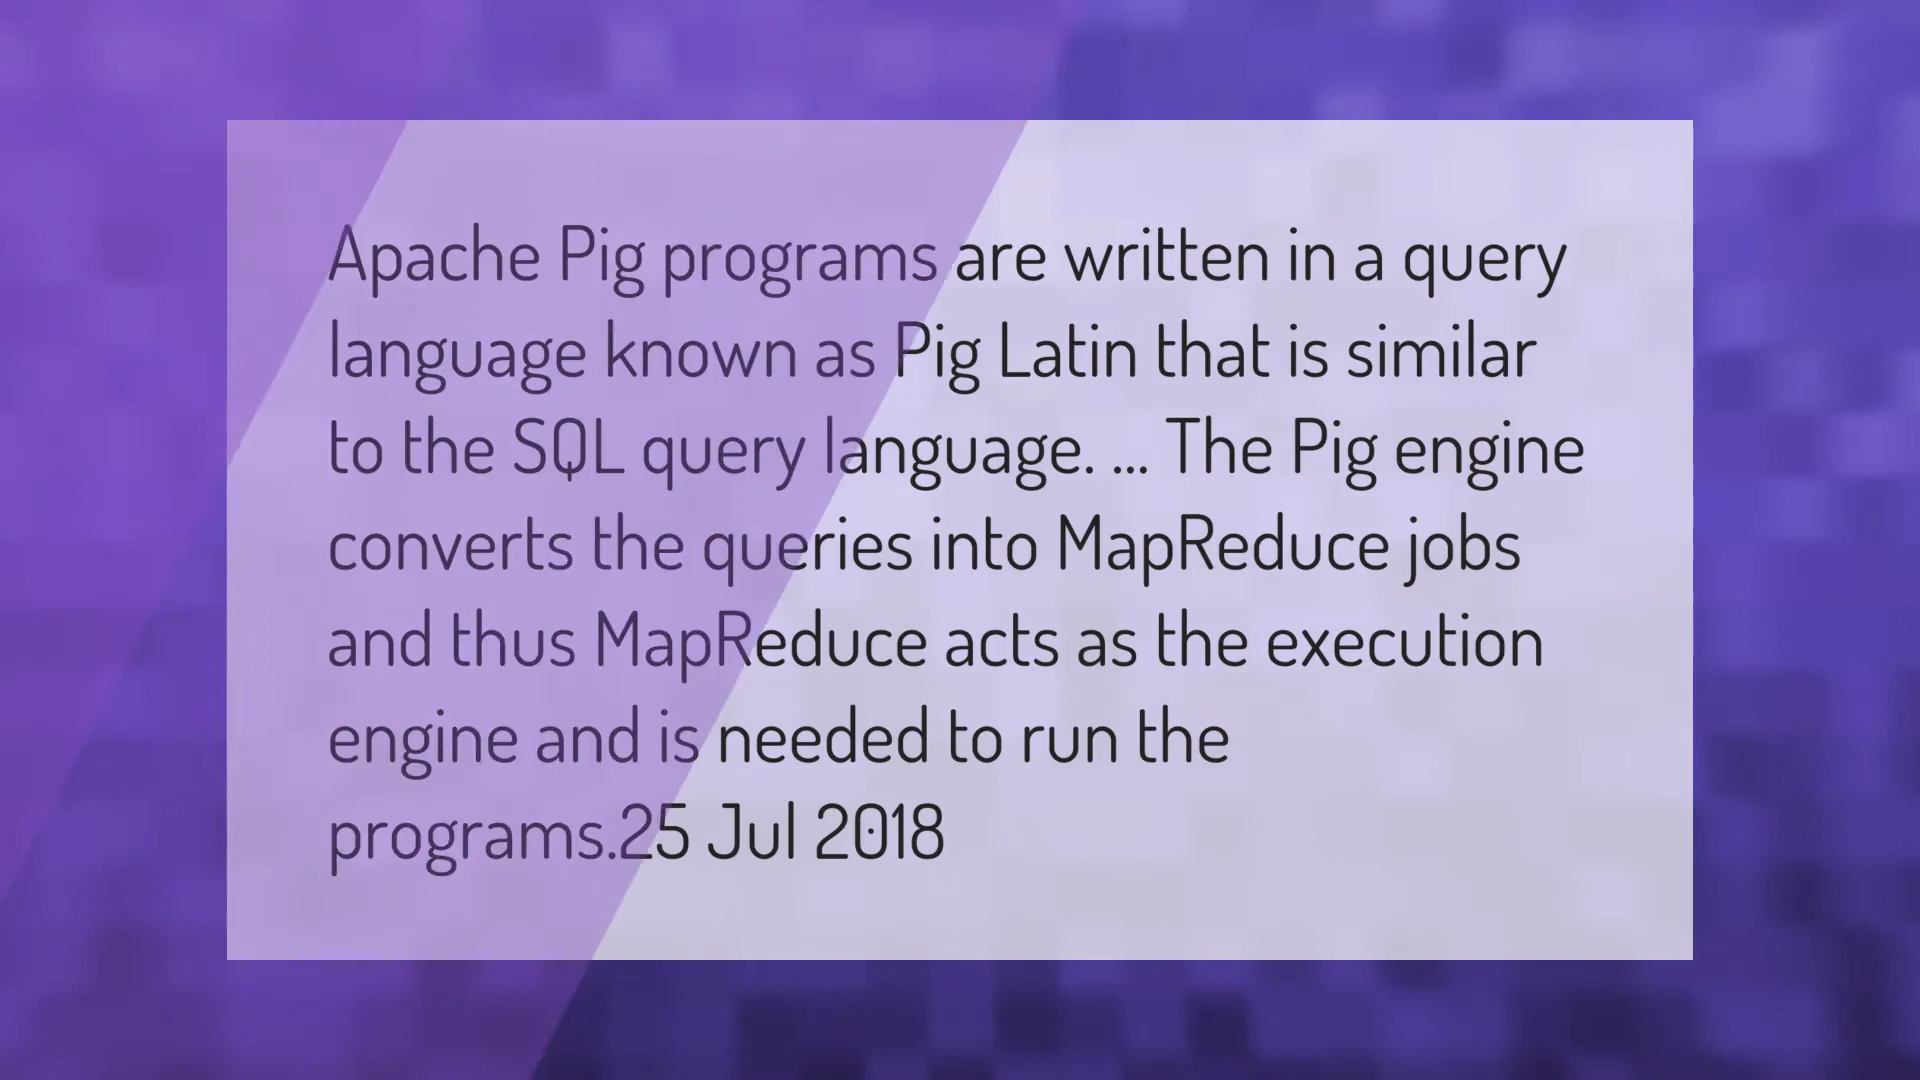 Apache Pig programs are written in a query
language known as Pig Latin that is similar
to the SQL query language. ... The Pig engine
converts the queries into MapReduce jobs
and thus MapReduce acts as the execution
engine and is needed to run the
programs.25 Jul 2018